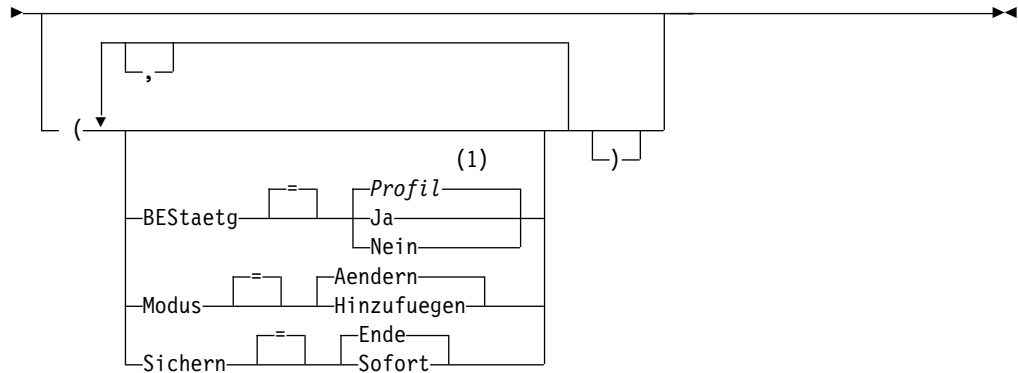 ,
(
)
(1)
=
Profil
BEStaetg
Ja
Nein
=
Aendern
Modus
Hinzufuegen
=
Ende
Sichern
Sofort